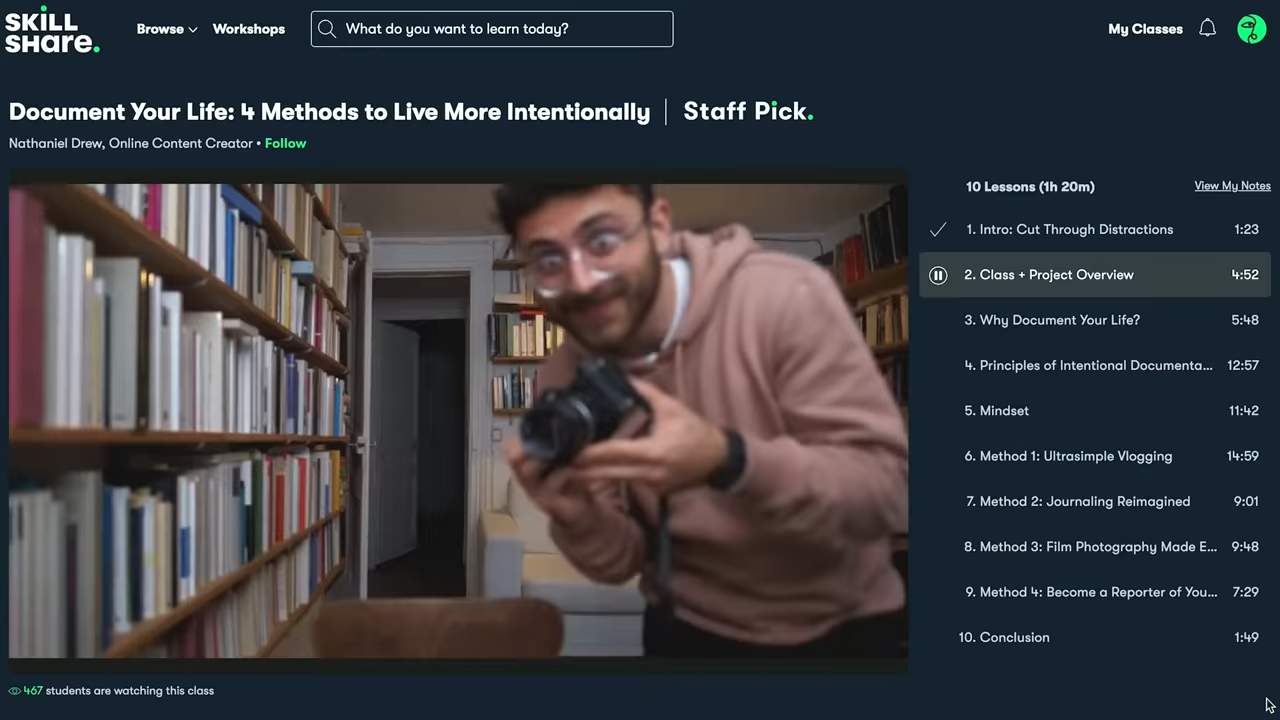 SKILL
SHARE.
Browse
Workshops
What do you want to learn today?
My Classes
Document Your Life: 4 Methods to Live More Intentionally | Staff Pick.
Nathaniel Drew, Online Content Creator • Follow
10 Lessons (1h 20m)
View My Notes
1. Intro: Cut Through Distractions 1:23
2. Class + Project Overview 4:52
3. Why Document Your Life? 5:48
4. Principles of Intentional Documenta... 12:57
5. Mindset 11:42
6. Method 1: Ultrasimple Vlogging 14:59
7. Method 2: Journaling Reimagined 9:01
8. Method 3: Film Photography Made E... 9:48
9. Method 4: Become a Reporter of You... 7:29
10. Conclusion 1:49
467 students are watching this class